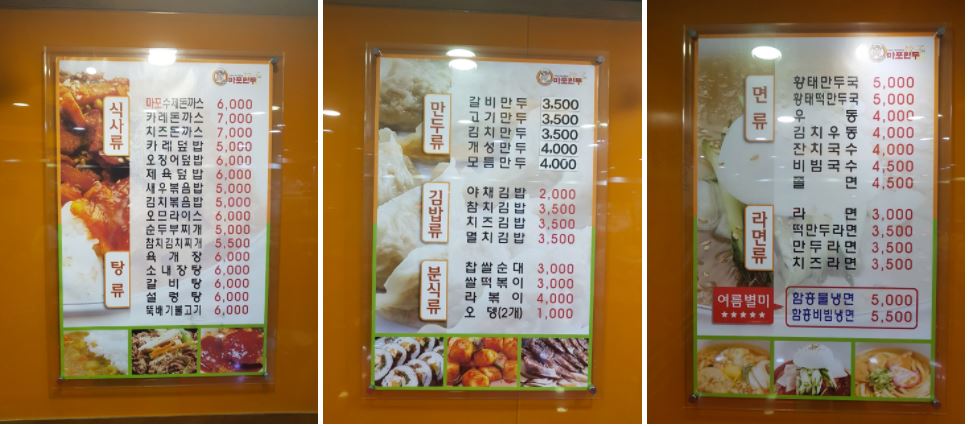 마포만두
식사류
마포수제돈까스 6,000
카레돈까스 7,000
치즈돈까스 7,000
카레덮밥 5,000
오징어덮밥 6,000
제육덮밥 6,000
새우볶음밥 6,000
김치볶음밥 5,000
오므라이스 6,000
순두부찌개 5,000
참치김치찌개 5,500
탕류
육개장 6,000
소내장탕 6,000
갈비탕 6,000
설렁탕 6,000
뚝배기불고기 6,000
마포만두
만두류
갈비만두 3.500
고기만두 3.500
김치만두 3.500
개성만두 4.000
모듬만두 4.000
김밥류
야채김밥 2,000
참치김밥 3,500
치즈김밥 3,500
멸치김밥 3,500
분식류
찹쌀순대 3,000
쌀떡볶이 3,000
라볶이 4,000
오뎅(2개) 1,000
마포만두
면류
황태만두국 5,000
황태떡만두국 5,000
우동 4,000
김치우동 4,000
잔치국수 4,000
비빔국수 4,500
쫄면 4,500
라면류
라면 3,000
떡만두라면 3,500
만두라면 3,500
치즈라면 3,500
여름별미
★★★★★
함흥물냉면 5,000
함흥비빔냉면 5,500